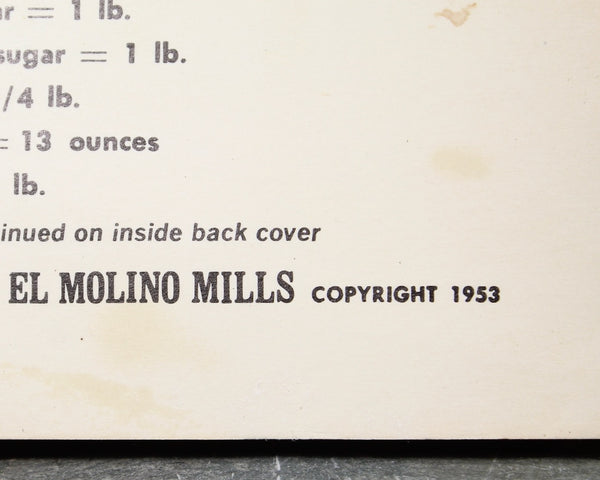 = 1 lb.
sugar = 1 lb.
/4 lb.
= 13 ounces
lb.
inued on inside back cover
EL MOLINO MILLS COPYRIGHT 1953